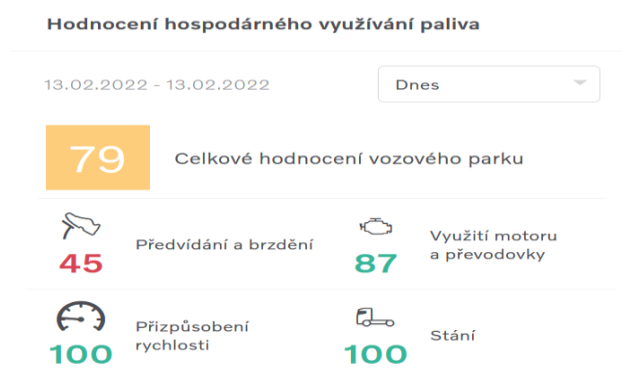 Hodnocení hospodárného využívání paliva
13.02.2022 - 13.02.2022
Dnes
79
Celkové hodnocení vozového parku
45
Předvídání a brzdění
87
Využití motoru
a převodovky
100
Přizpůsobení
rychlosti
100
Stání